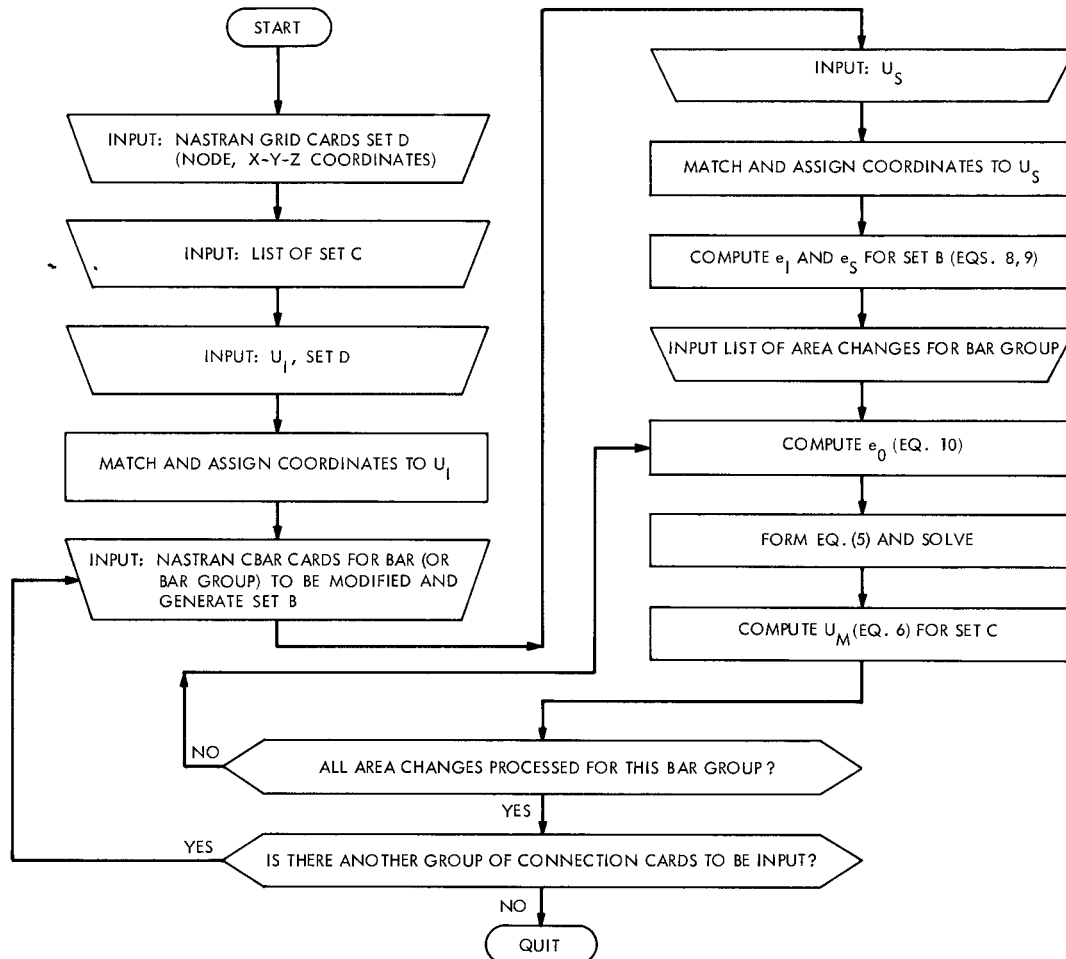 START
INPUT: NASTRAN GRID CARDS SET D
(NODE, X-Y-Z COORDINATES)
INPUT: LIST OF SET C
INPUT: U_I, SET D
MATCH AND ASSIGN COORDINATES TO U_I
INPUT: NASTRAN CBAR CARDS FOR BAR (OR
BAR GROUP) TO BE MODIFIED AND
GENERATE SET B
INPUT: U_S
MATCH AND ASSIGN COORDINATES TO U_S
COMPUTE e_I AND e_S FOR SET B (EQS. 8, 9)
INPUT LIST OF AREA CHANGES FOR BAR GROUP
COMPUTE e_0 (EQ. 10)
FORM EQ. (5) AND SOLVE
COMPUTE U_M (EQ. 6) FOR SET C
NO
ALL AREA CHANGES PROCESSED FOR THIS BAR GROUP?
YES
YES
IS THERE ANOTHER GROUP OF CONNECTION CARDS TO BE INPUT?
NO
QUIT